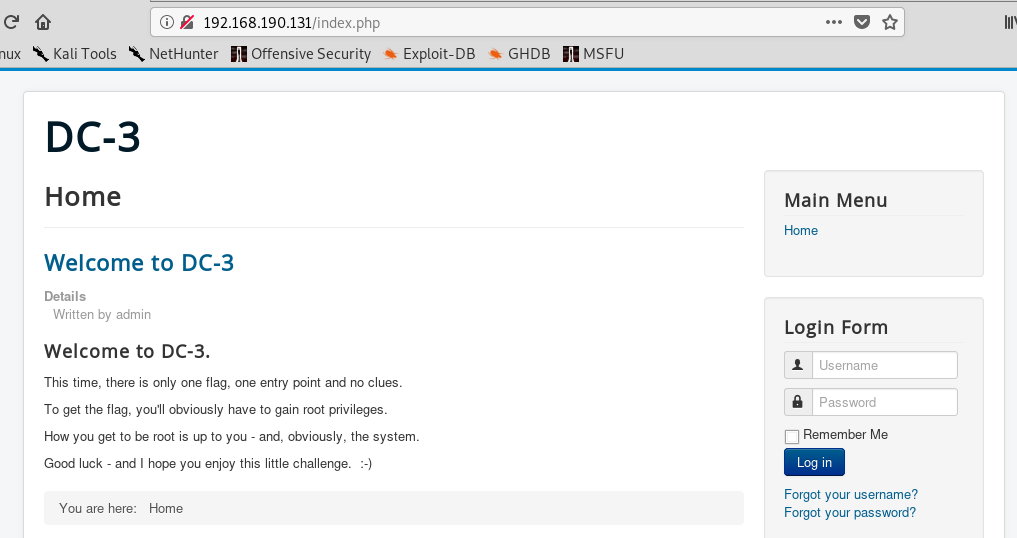 192.168.190.131/index.php
nux Kali Tools NetHunter Offensive Security Exploit-DB GHDB MSFU
DC-3
Home
Welcome to DC-3
Details
Written by admin
Welcome to DC-3.
This time, there is only one flag, one entry point and no clues.
To get the flag, you'll obviously have to gain root privileges.
How you get to be root is up to you - and, obviously, the system.
Good luck - and I hope you enjoy this little challenge. :-)
You are here: Home
Main Menu
Home
Login Form
Username
Password
Remember Me
Log in
Forgot your username?
Forgot your password?